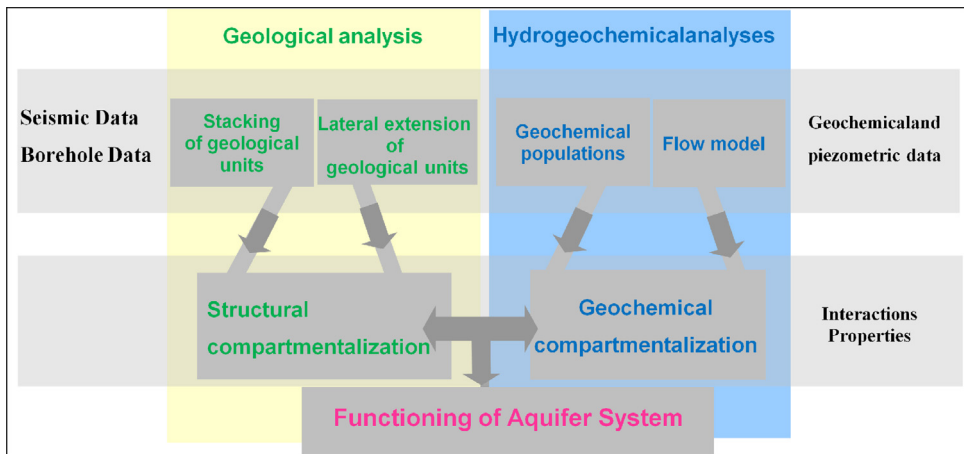 Geological analysis
Hydrogeochemicalanalyses
Seismic Data
Borehole Data
Stacking
of geological
units
Lateral extension
of
geological units
Geochemical
populations
Flow model
Geochemicaland
piezometric data
Structural
compartmentalization
Geochemical
compartmentalization
Interactions
Properties
Functioning of Aquifer System